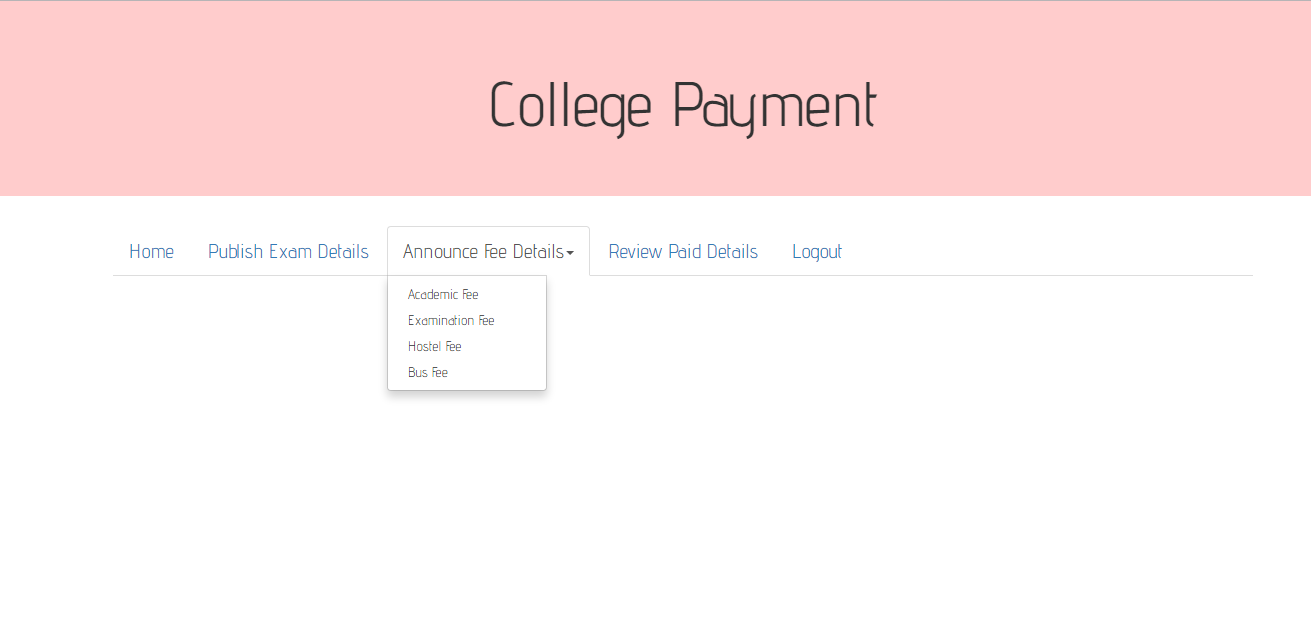 College Payment
Home Publish Exam Details Announce Fee Details Review Paid Details Logout
Academic Fee
Examination Fee
Hostel Fee
Bus Fee